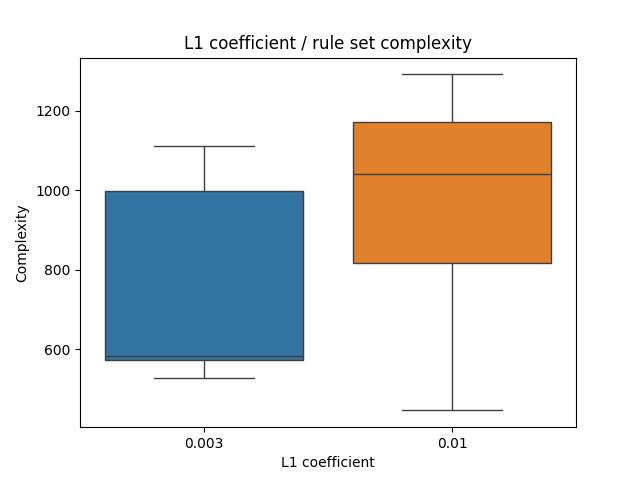 L1 coefficient / rule set complexity
1200
1000
800
600
Complexity
0.003
0.01
L1 coefficient